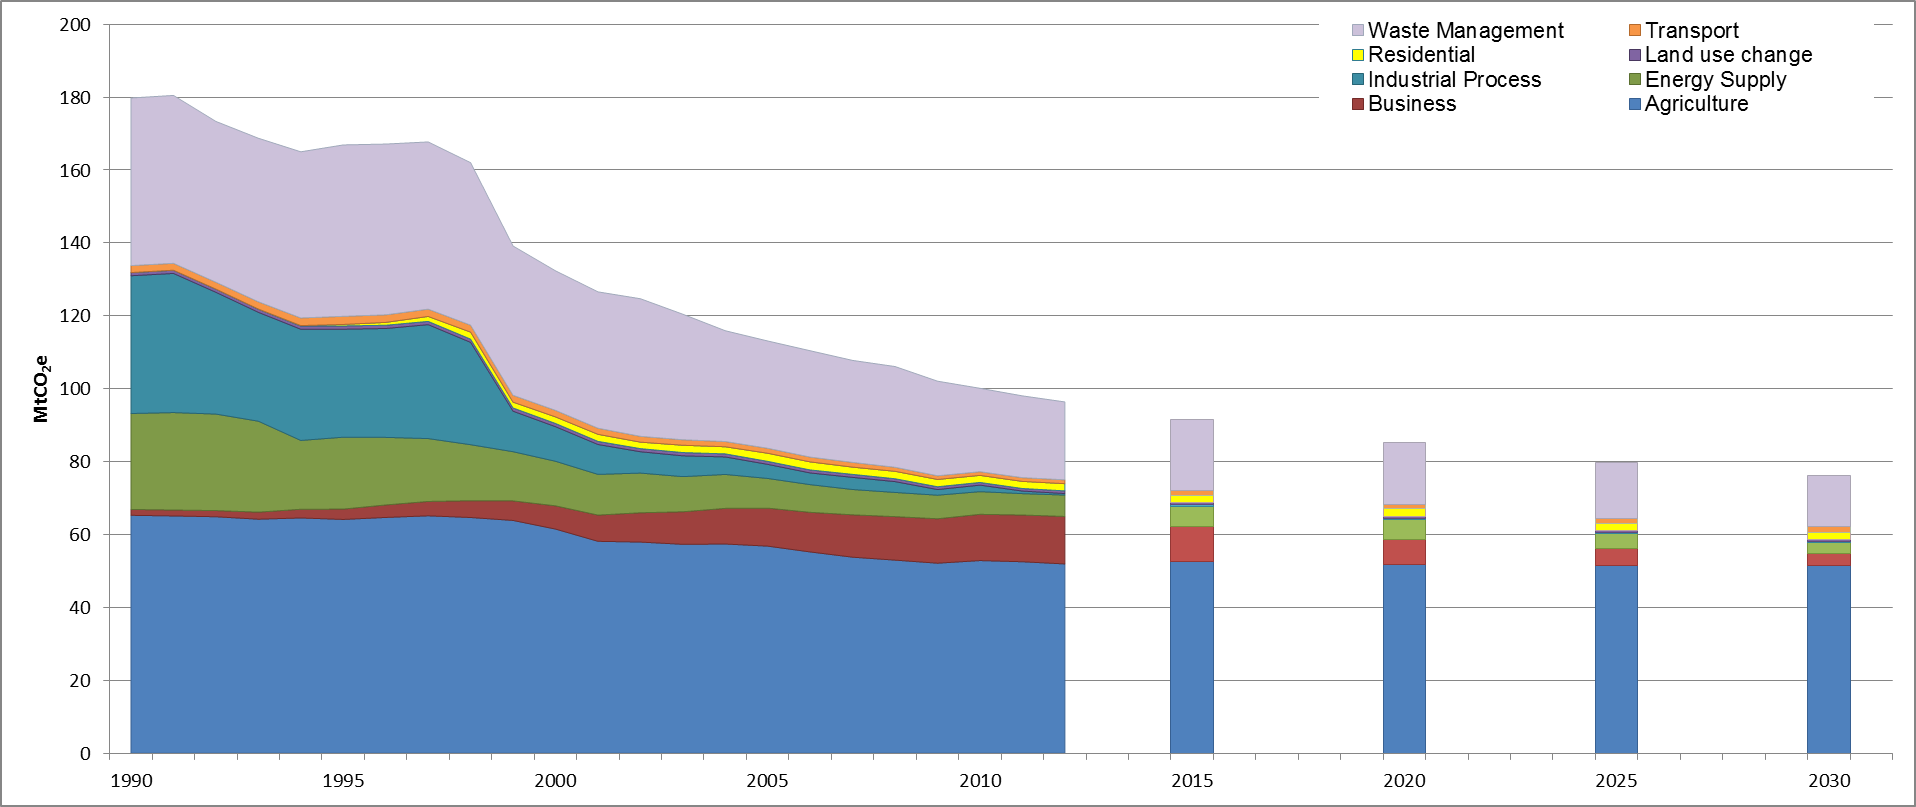 200
180
160
140
120
100
80
60
40
20
0
MtCO₂e
Waste Management
Transport
Residential
Land use change
Industrial Process
Energy Supply
Business
Agriculture
1990
1995
2000
2005
2010
2015
2020
2025
2030